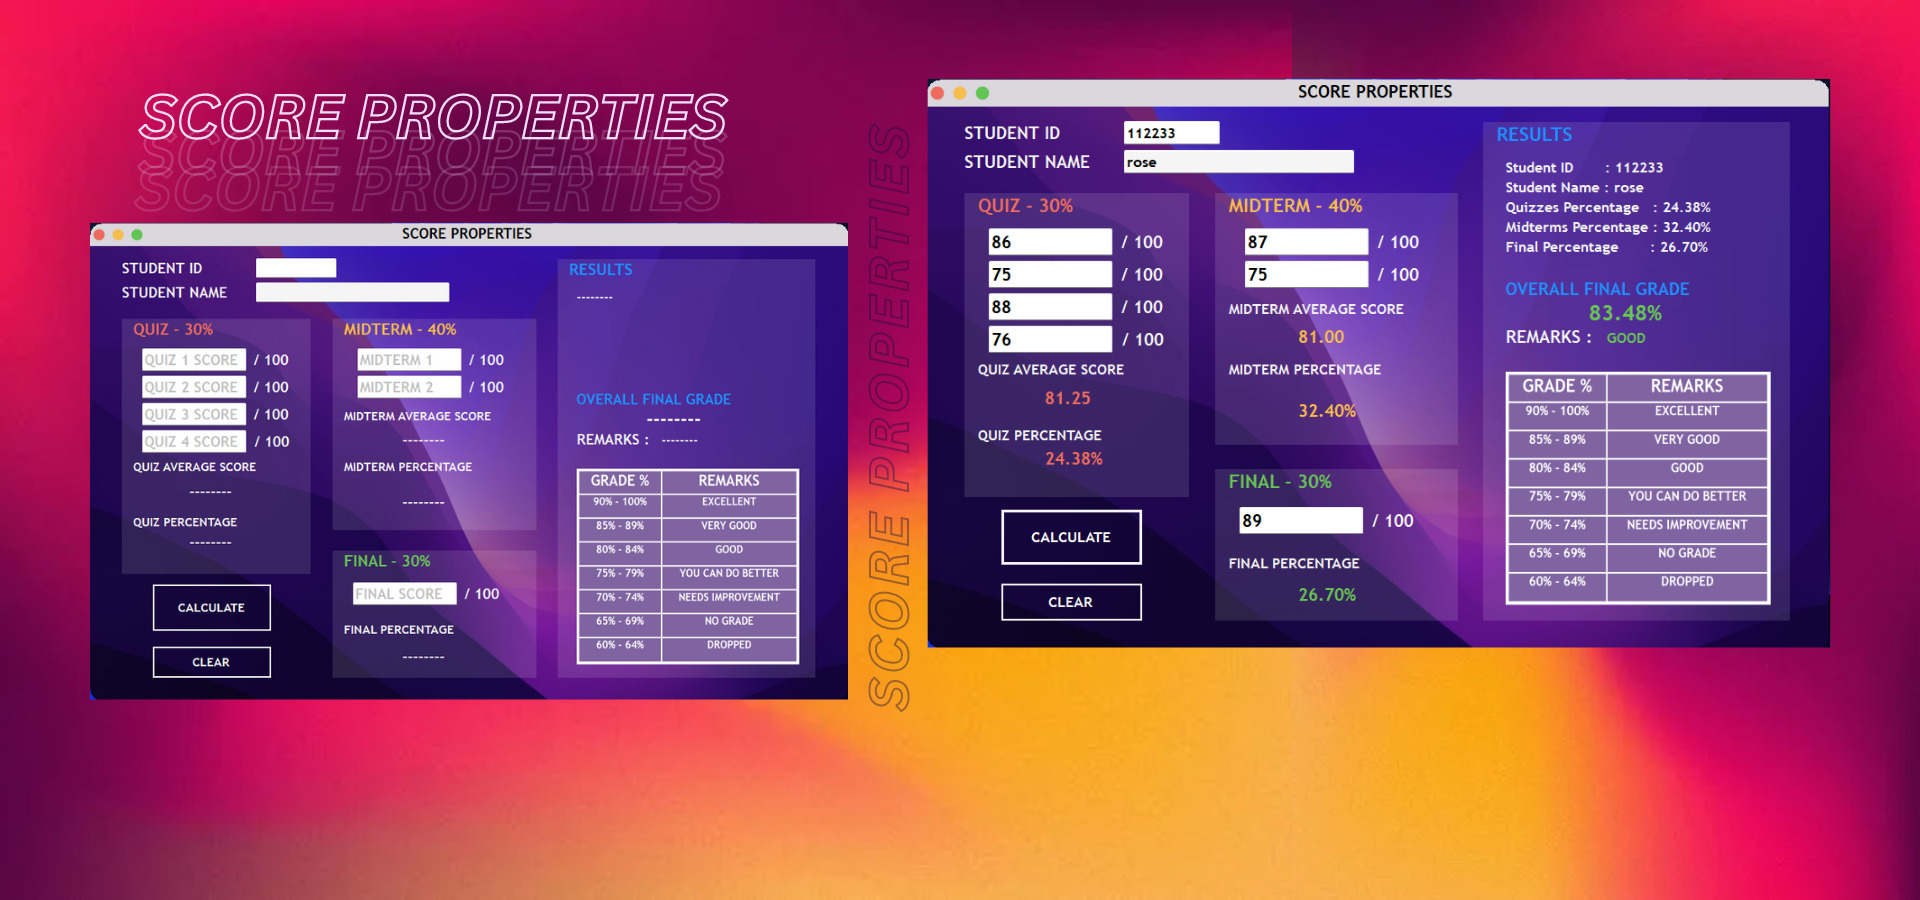 SCORE PROPERTIES
SCORE PROPERTIES
SCORE PROPERTIES
SCORE PROPERTIES
STUDENT ID
STUDENT NAME
QUIZ - 30%
QUIZ 1 SCORE / 100
QUIZ 2 SCORE / 100
QUIZ 3 SCORE / 100
QUIZ 4 SCORE / 100
QUIZ AVERAGE SCORE
--------
QUIZ PERCENTAGE
--------
CALCULATE
CLEAR
MIDTERM - 40%
MIDTERM 1 / 100
MIDTERM 2 / 100
MIDTERM AVERAGE SCORE
--------
MIDTERM PERCENTAGE
--------
FINAL - 30%
FINAL SCORE / 100
FINAL PERCENTAGE
--------
RESULTS
--------
OVERALL FINAL GRADE
--------
REMARKS : --------
GRADE % REMARKS
90% - 100% EXCELLENT
85% - 89% VERY GOOD
80% - 84% GOOD
75% - 79% YOU CAN DO BETTER
70% - 74% NEEDS IMPROVEMENT
65% - 69% NO GRADE
60% - 64% DROPPED
SCORE PROPERTIES
SCORE PROPERTIES
STUDENT ID 112233
STUDENT NAME rose
QUIZ - 30%
86 / 100
75 / 100
88 / 100
76 / 100
QUIZ AVERAGE SCORE
81.25
QUIZ PERCENTAGE
24.38%
CALCULATE
CLEAR
MIDTERM - 40%
87 / 100
75 / 100
MIDTERM AVERAGE SCORE
81.00
MIDTERM PERCENTAGE
32.40%
FINAL - 30%
89 / 100
FINAL PERCENTAGE
26.70%
RESULTS
Student ID : 112233
Student Name : rose
Quizzes Percentage : 24.38%
Midterms Percentage : 32.40%
Final Percentage : 26.70%
OVERALL FINAL GRADE
83.48%
REMARKS : GOOD
GRADE % REMARKS
90% - 100% EXCELLENT
85% - 89% VERY GOOD
80% - 84% GOOD
75% - 79% YOU CAN DO BETTER
70% - 74% NEEDS IMPROVEMENT
65% - 69% NO GRADE
60% - 64% DROPPED